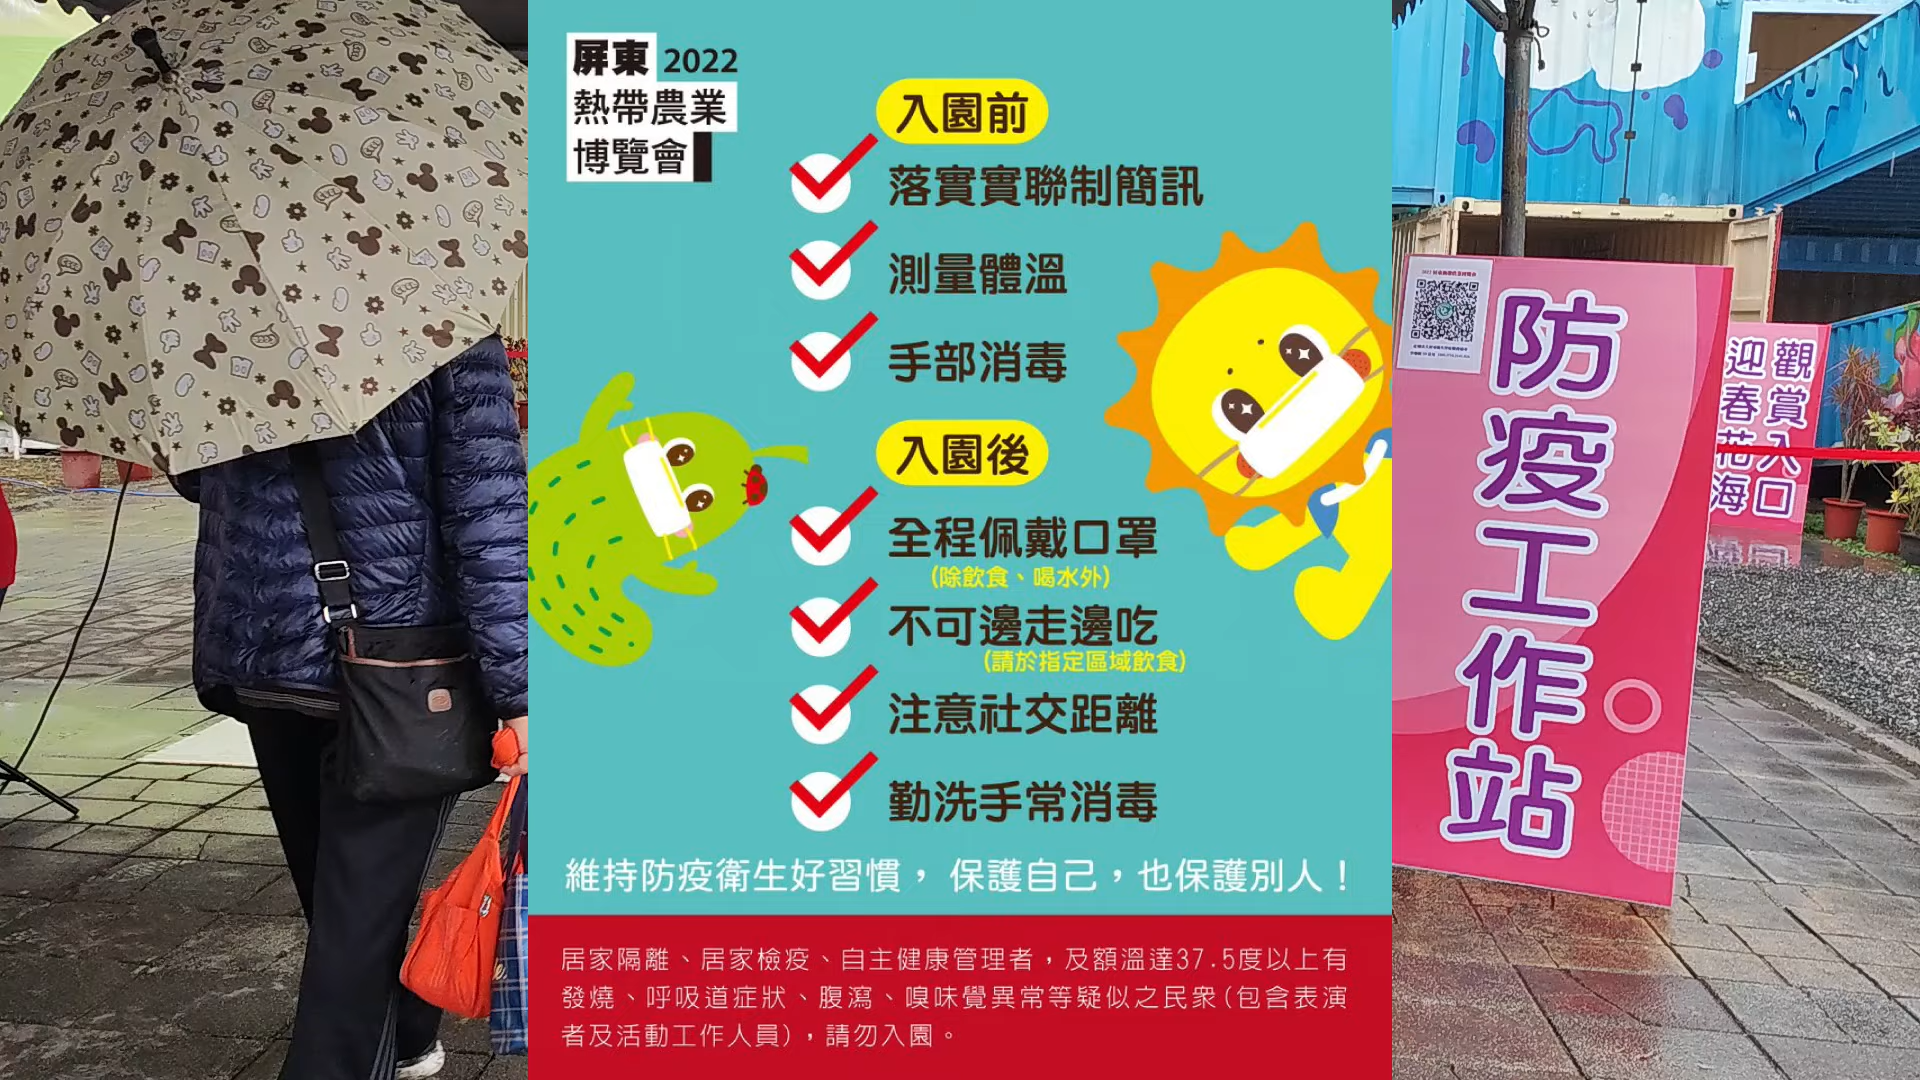 屏東 2022
熱帶農業
博覽會
入園前
落實實聯制簡訊
測量體溫
手部消毒
入園後
全程佩戴口罩
(除飲食、喝水外)
不可邊走邊吃
(請於指定區域飲食)
注意社交距離
勤洗手常消毒
維持防疫衛生好習慣，保護自己，也保護別人！
居家隔離、居家檢疫、自主健康管理者，及額溫達37.5度以上有
發燒、呼吸道症狀、腹瀉、嗅味覺異常等疑似之民眾(包含表演
者及活動工作人員)，請勿入園。
防疫工作站
觀賞入口
迎春花海